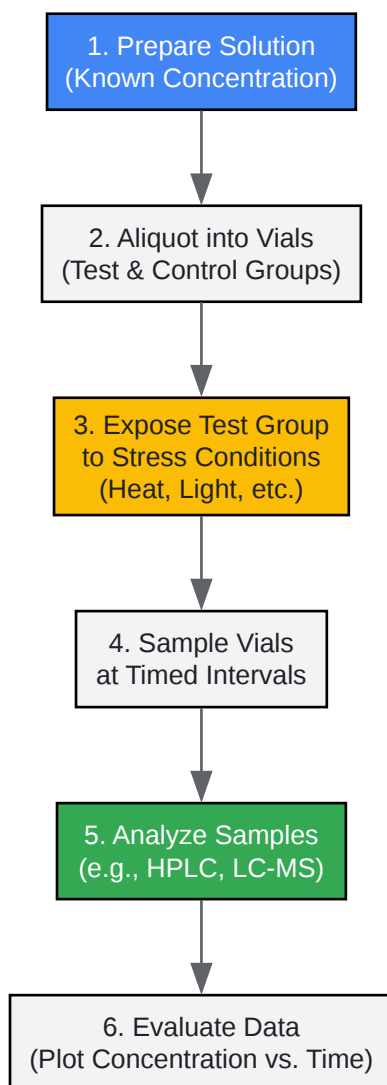 1. Prepare Solution
(Known Concentration)
2. Aliquot into Vials
(Test & Control Groups)
3. Expose Test Group
to Stress Conditions
(Heat, Light, etc.)
4. Sample Vials
at Timed Intervals
5. Analyze Samples
(e.g., HPLC, LC-MS)
6. Evaluate Data
(Plot Concentration vs. Time)